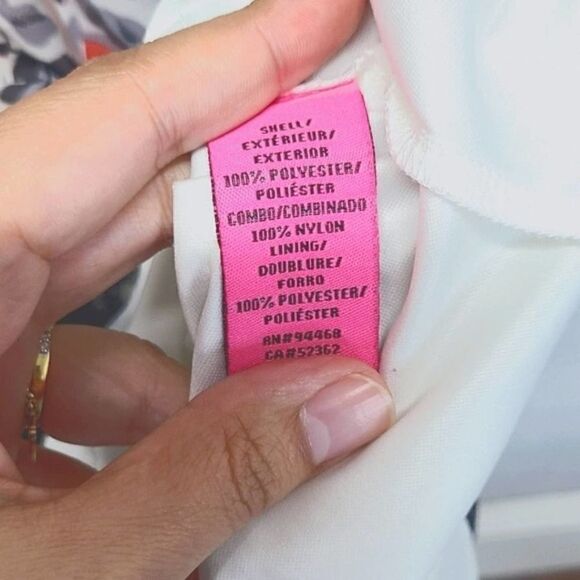 SHELL/
EXTÉRIEUR/
EXTERIOR
100% POLYESTER/
POLIÉSTER
COMBO/COMBINADO
100% NYLON
LINING/
DOUBLURE/
FORRO
100% POLYESTER/
POLIÉSTER
RN#94468
CA#52362